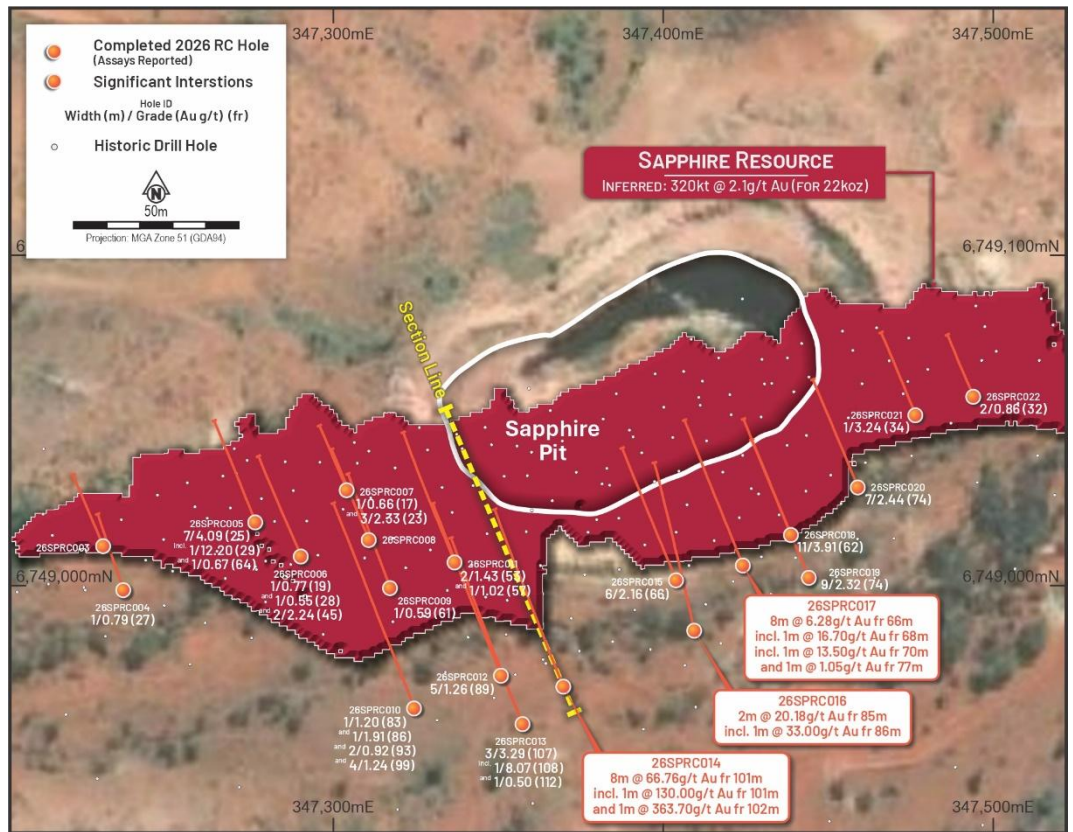 347,300mE
347,400mE
347,500mE
Completed 2026 RC Hole
(Assays Reported)
Significant Interstions
Hole ID
Width (m) / Grade (Au g/t) (fr)
Historic Drill Hole
N
50m
Projection: MGA Zone 51 (GDA94)
SAPPHIRE RESOURCE
INFERRED: 320kt @ 2.1g/t Au (FOR 22koz)
6
6,749,100mN
Section Line
Sapphire
Pit
26SPRC022
2/0.86 (32)
26SPRC021
1/3.24 (34)
26SPRC020
7/2.44 (74)
26SPRC007
1/0.66 (17)
and 3/2.33 (23)
26SPRC005
7/4.09 (25)
incl. 1/12.20 (29)
and 1/0.67 (64)
26SPRC008
26SPRC003
26SPRC018
11/3.91 (62)
26SPRC006
1/0.77 (19)
and 1/0.55 (28)
and 2/2.24 (45)
2/1.43
and 1/1.02
26SPRC015
6/2.16 (66)
26SPRC019
9/2.32 (74)
6,749,000mN
6,749,000mN
26SPRC004
1/0.79 (27)
26SPRC009
1/0.59 (61)
26SPRC017
8m @ 6.28g/t Au fr 66m
incl. 1m @ 16.70g/t Au fr 68m
incl. 1m @ 13.50g/t Au fr 70m
and 1m @ 1.05g/t Au fr 77m
26SPRC012
5/1.26 (89)
26SPRC016
2m @ 20.18g/t Au fr 85m
incl. 1m @ 33.00g/t Au fr 86m
26SPRC010
1/1.20 (83)
and 1/1.91 (86)
and 2/0.92 (93)
and 4/1.24 (99)
26SPRC013
3/3.29 (107)
incl. 1/8.07 (108)
and 1/0.50 (112)
26SPRC014
8m @ 66.76g/t Au fr 101m
incl. 1m @ 130.00g/t Au fr 101m
and 1m @ 363.70g/t Au fr 102m
347,300mE
347,500mE